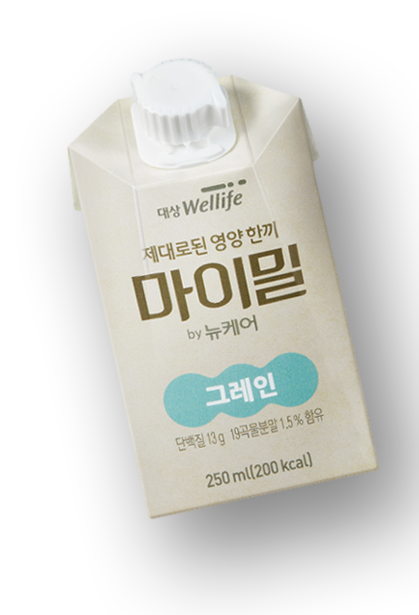 대상 Wellife
제대로된 영양 한끼
마이밀
by 뉴케어
그레인
단백질 13 g 19곡물분말 1.5% 함유
250 ml(200 kcal)